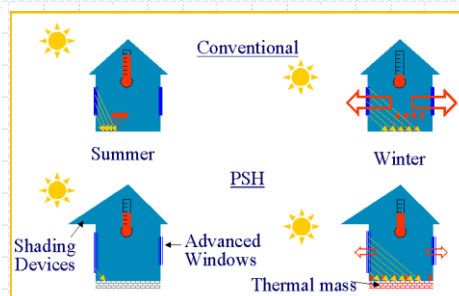 Conventional
Summer
Winter
PSH
Shading
Devices
Advanced
Windows
Thermal mass